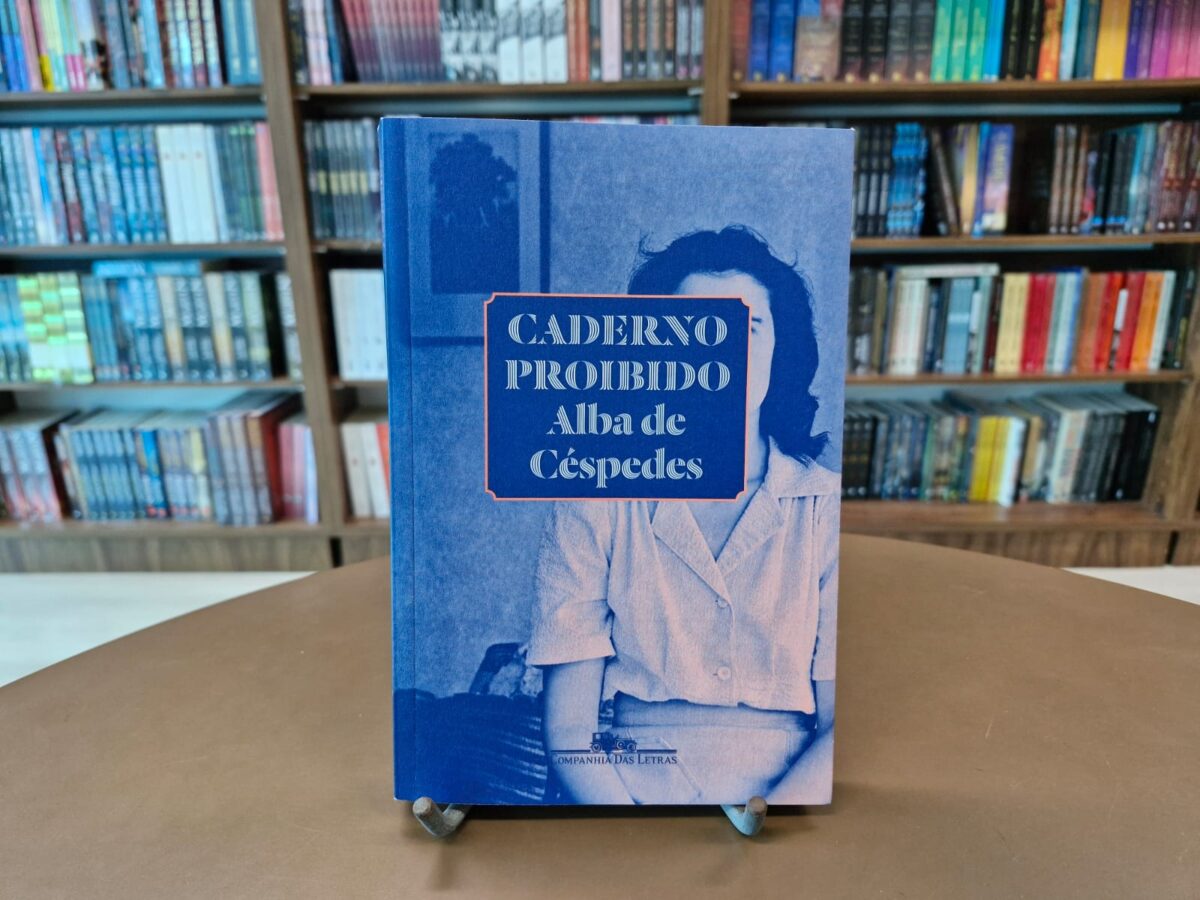 CADERNO
PROIBIDO
Alba de
Céspedes
COMPANHIA DAS LETRAS